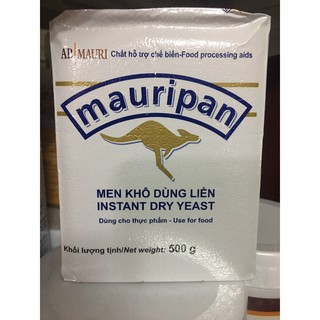 AB MAURI Chất hỗ trợ chế biến-Food processing aids
mauripan
MEN KHÔ DÙNG LIỀN
INSTANT DRY YEAST
Dùng cho thực phẩm - Use for food
Khối lượng tịnh/Net weight: 500 g